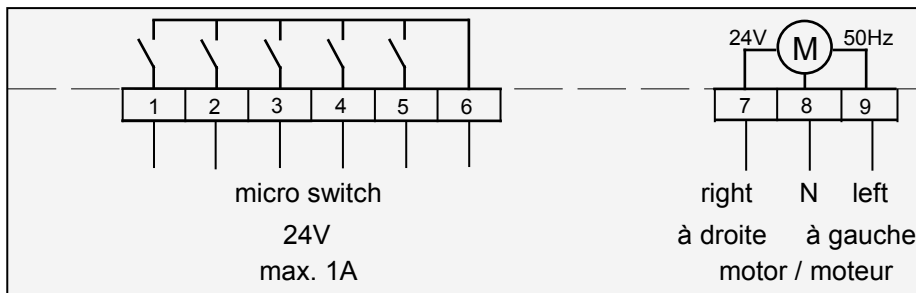 24V M 50Hz
1 2 3 4 5 6 7 8 9
micro switch right N left
24V à droite à gauche
max. 1A motor / moteur